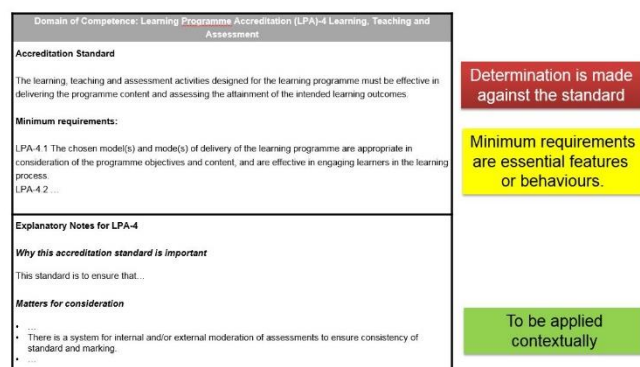 Domain of Competence: Learning Programme Accreditation (LPA)-4 Learning, Teaching and
Assessment
Accreditation Standard
The learning, teaching and assessment activities designed for the learning programme must be effective in
delivering the programme content and assessing the attainment of the intended learning outcomes.
Minimum requirements:
LPA-4.1 The chosen model(s) and mode(s) of delivery of the learning programme are appropriate in
consideration of the programme objectives and content, and are effective in engaging learners in the learning
process.
LPA-4.2 ...
Explanatory Notes for LPA-4
Why this accreditation standard is important
This standard is to ensure that...
Matters for consideration
• ...
• There is a system for internal and/or external moderation of assessments to ensure consistency of
standard and marking.
• ...
Determination is made
against the standard
Minimum requirements
are essential features
or behaviours.
To be applied
contextually